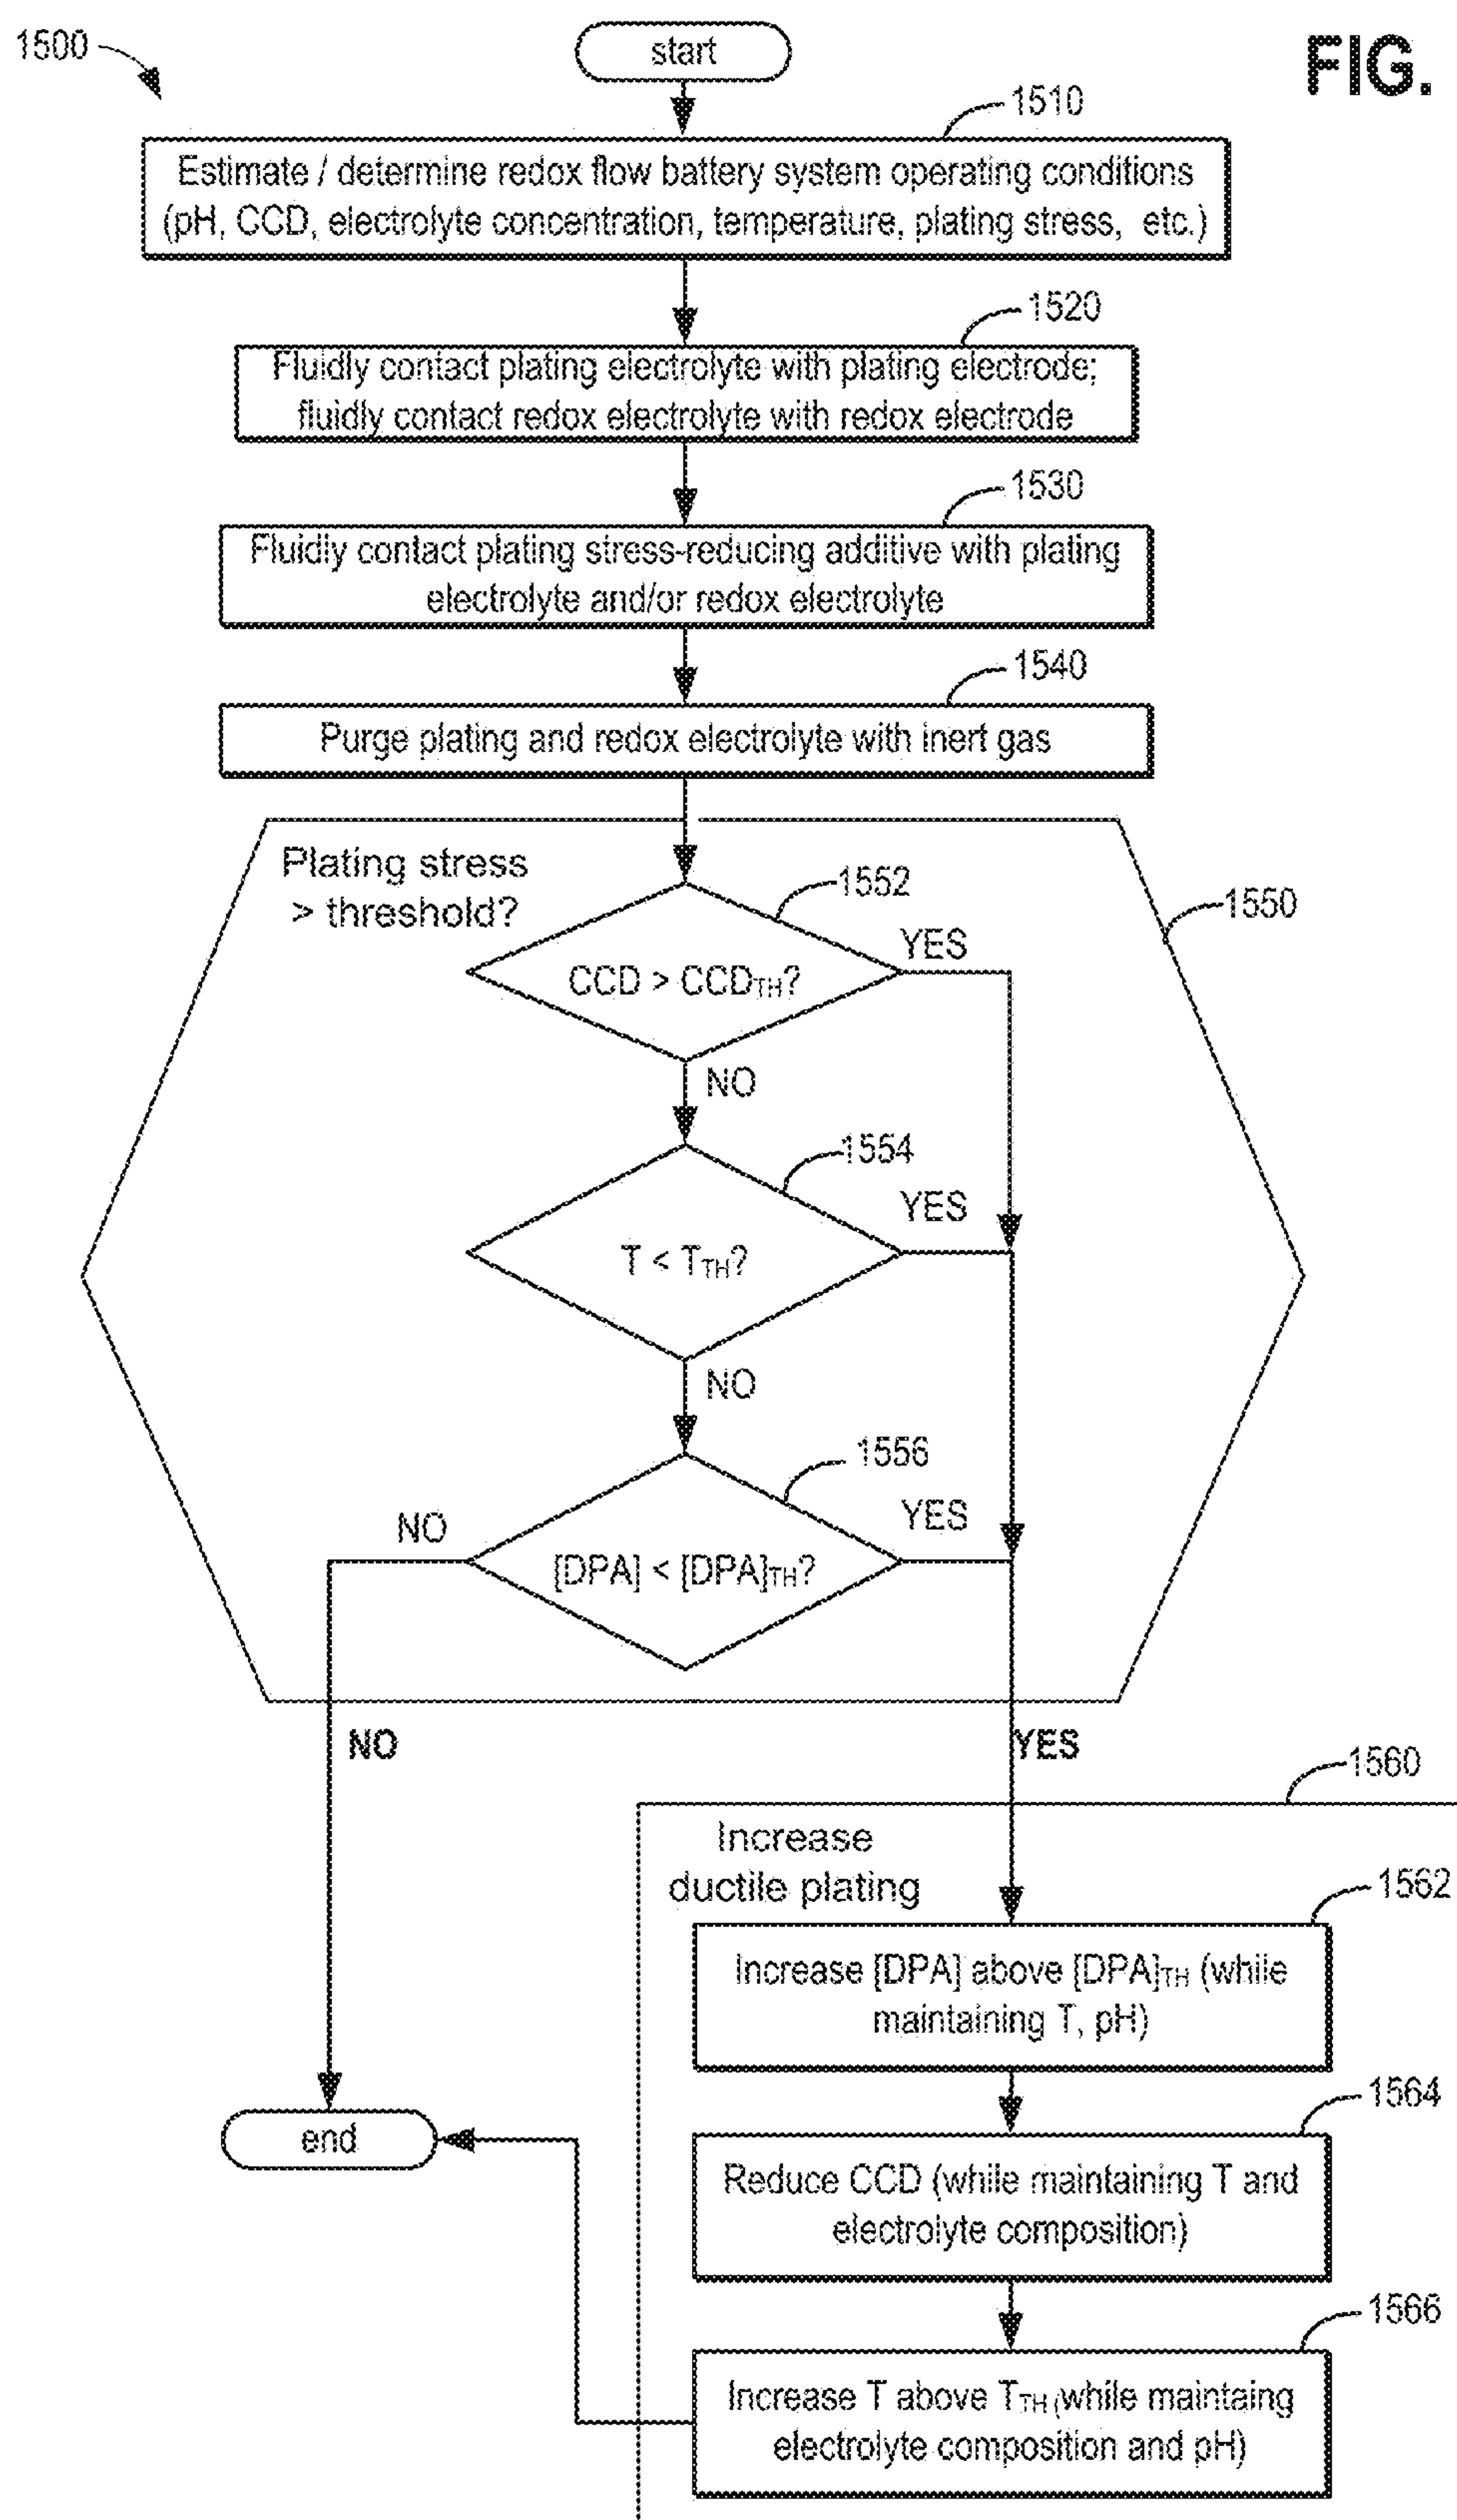 1500
start
FIG.
1510
Estimate / determine redox flow battery system operating conditions
(pH, CCD, electrolyte concentration, temperature, plating stress, etc.)
1520
Fluidly contact plating electrolyte with plating electrode;
fluidly contact redox electrolyte with redox electrode
1530
Fluidly contact plating stress-reducing additive with plating
electrolyte and/or redox electrolyte
1540
Purge plating and redox electrolyte with inert gas
Plating stress
> threshold?
1552
1550
YES
CCD > CCDTH?
NO
1554
YES
T < TTH?
NO
1556
NO
YES
[DPA] < [DPA]TH?
NO
YES
1560
Increase
ductile plating
1562
Increase [DPA] above [DPA]TH (while
maintaining T, pH)
1564
end
Reduce CCD (while maintaining T and
electrolyte composition)
1566
Increase T above TTH (while maintaing
electrolyte composition and pH)